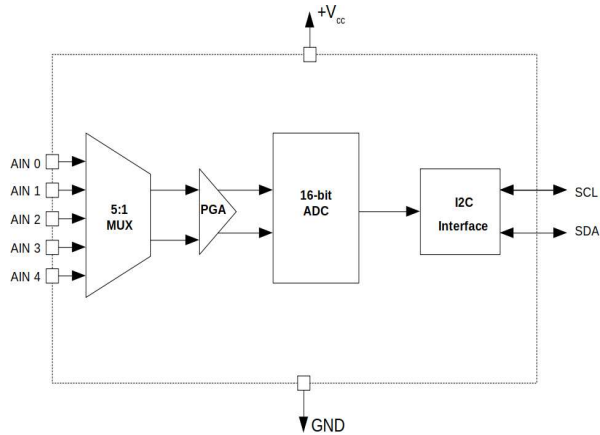 +Vcc
AIN 0
AIN 1
AIN 2
AIN 3
AIN 4
5:1
MUX
PGA
16-bit
ADC
I2C
Interface
SCL
SDA
GND